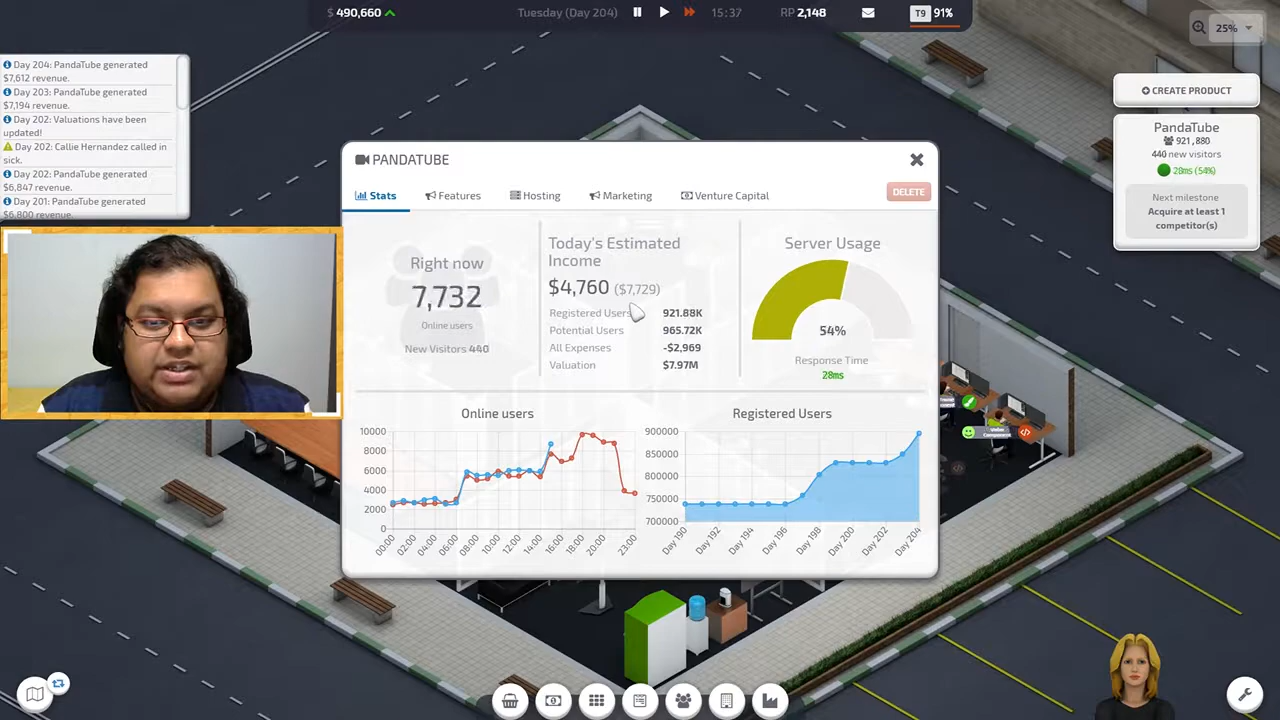 $ 490,660
Tuesday (Day 204)
15:37
RP 2,148
T9 91%
25%
Day 204: PandaTube generated
$7,612 revenue.
Day 203: PandaTube generated
$7,194 revenue.
Day 202: Valuations have been
updated!
Day 202: Callie Hernandez called in
sick.
Day 202: PandaTube generated
$6,847 revenue.
Day 201: PandaTube generated
$6,800 revenue.
CREATE PRODUCT
PandaTube
921,880
440 new visitors
28ms (54%)
Next milestone
Acquire at least 1
competitor(s)
PANDATUBE
Stats
Features
Hosting
Marketing
Venture Capital
DELETE
Right now
7,732
Online users
New Visitors 440
Today's Estimated
Income
$4,760 ($7,729)
Registered Users 921.88K
Potential Users 965.72K
All Expenses -$2,969
Valuation $7.97M
Server Usage
54%
Response Time
28ms
Online users
10000
8000
6000
4000
2000
0
00:00
02:00
04:00
06:00
08:00
10:00
12:00
14:00
16:00
18:00
20:00
23:00
Registered Users
900000
850000
800000
750000
700000
Day 190
Day 192
Day 194
Day 196
Day 198
Day 200
Day 202
Day 204